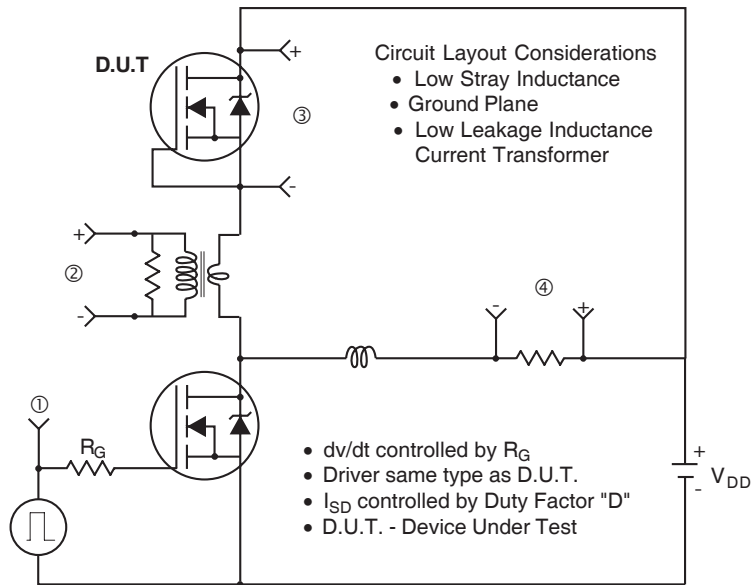 D.U.T
+
③
-
Circuit Layout Considerations
• Low Stray Inductance
• Ground Plane
• Low Leakage Inductance
Current Transformer
+
②
-
④
- +
①
R_G
• dv/dt controlled by R_G
• Driver same type as D.U.T.
• I_SD controlled by Duty Factor "D"
• D.U.T. - Device Under Test
+
-
V_DD